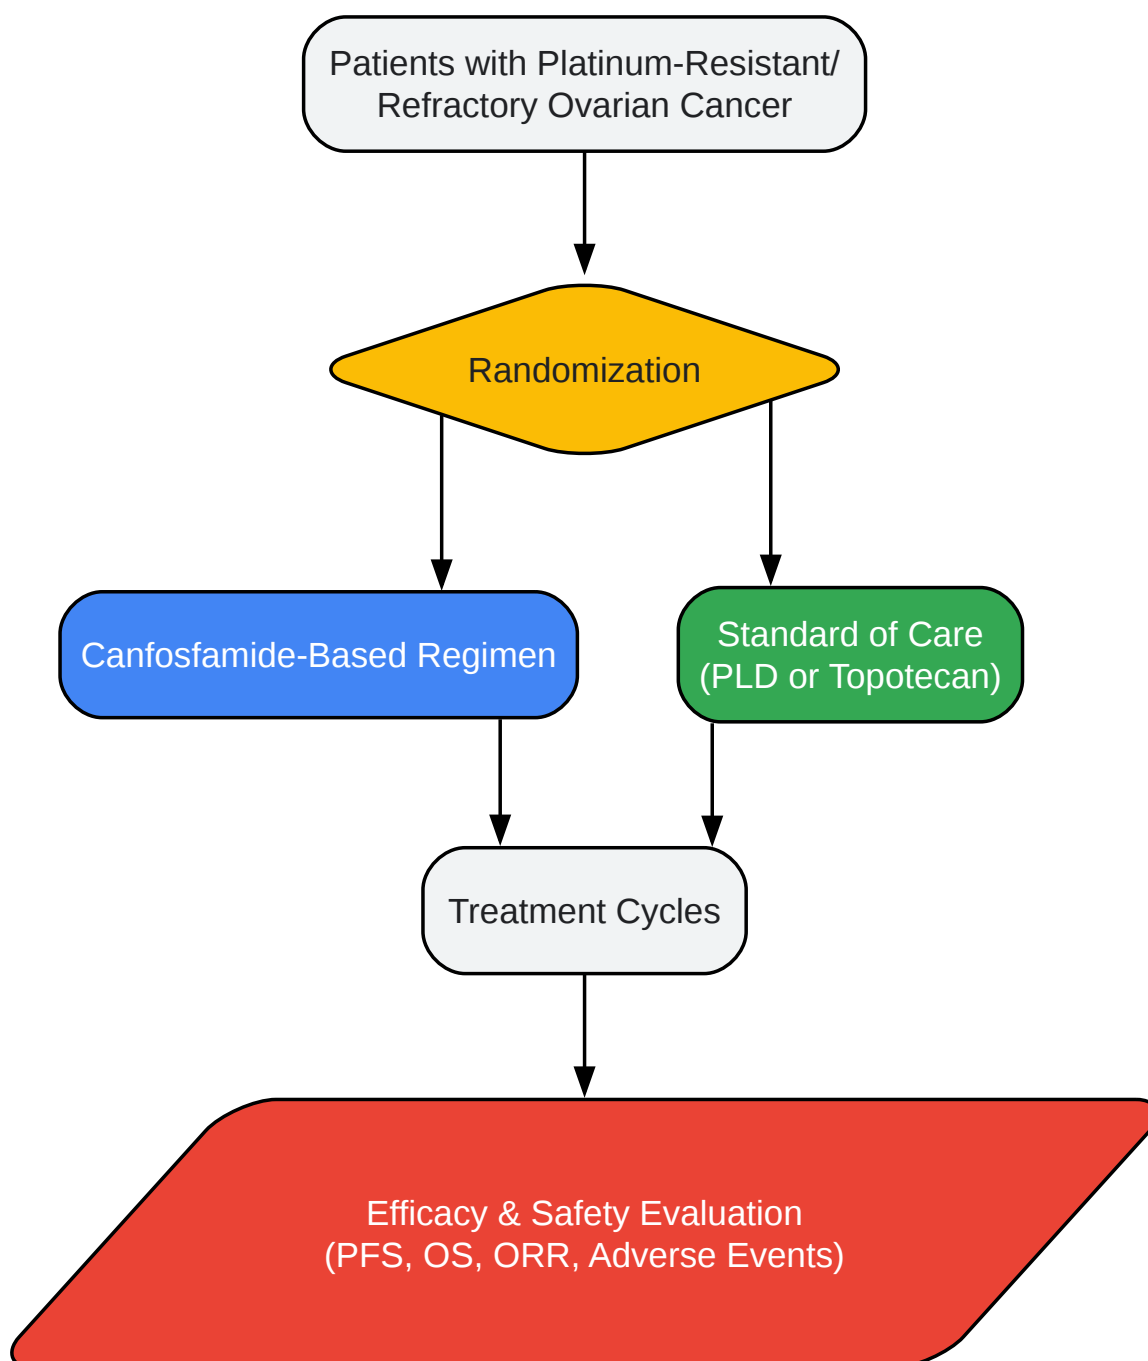 Patients with Platinum-Resistant/
Refractory Ovarian Cancer
Randomization
Canfosfamide-Based Regimen
Standard of Care
(PLD or Topotecan)
Treatment Cycles
Efficacy & Safety Evaluation
(PFS, OS, ORR, Adverse Events)